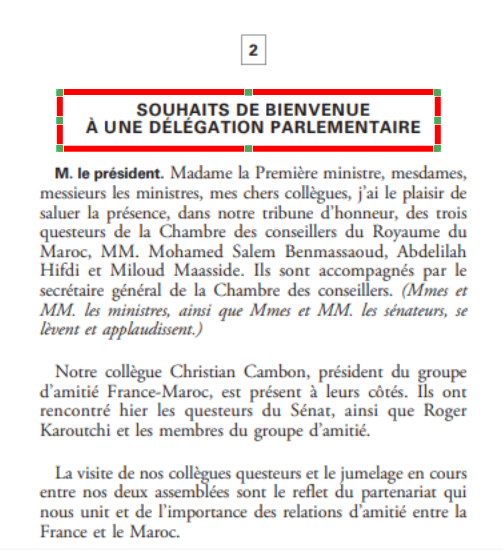 2
SOUHAITS DE BIENVENUE
À UNE DÉLÉGATION PARLEMENTAIRE
M. le président. Madame la Première ministre, mesdames,
messieurs les ministres, mes chers collègues, j'ai le plaisir de
saluer la présence, dans notre tribune d'honneur, des trois
questeurs de la Chambre des conseillers du Royaume du
Maroc, MM. Mohamed Salem Benmassaoud, Abdelilah
Hifdi et Miloud Maasside. Ils sont accompagnés par le
secrétaire général de la Chambre des conseillers. (Mmes et
MM. les ministres, ainsi que Mmes et MM. les sénateurs, se
lèvent et applaudissent.)
Notre collègue Christian Cambon, président du groupe
d'amitié France-Maroc, est présent à leurs côtés. Ils ont
rencontré hier les questeurs du Sénat, ainsi que Roger
Karoutchi et les membres du groupe d'amitié.
La visite de nos collègues questeurs et le jumelage en cours
entre nos deux assemblées sont le reflet du partenariat qui
nous unit et de l'importance des relations d'amitié entre la
France et le Maroc.